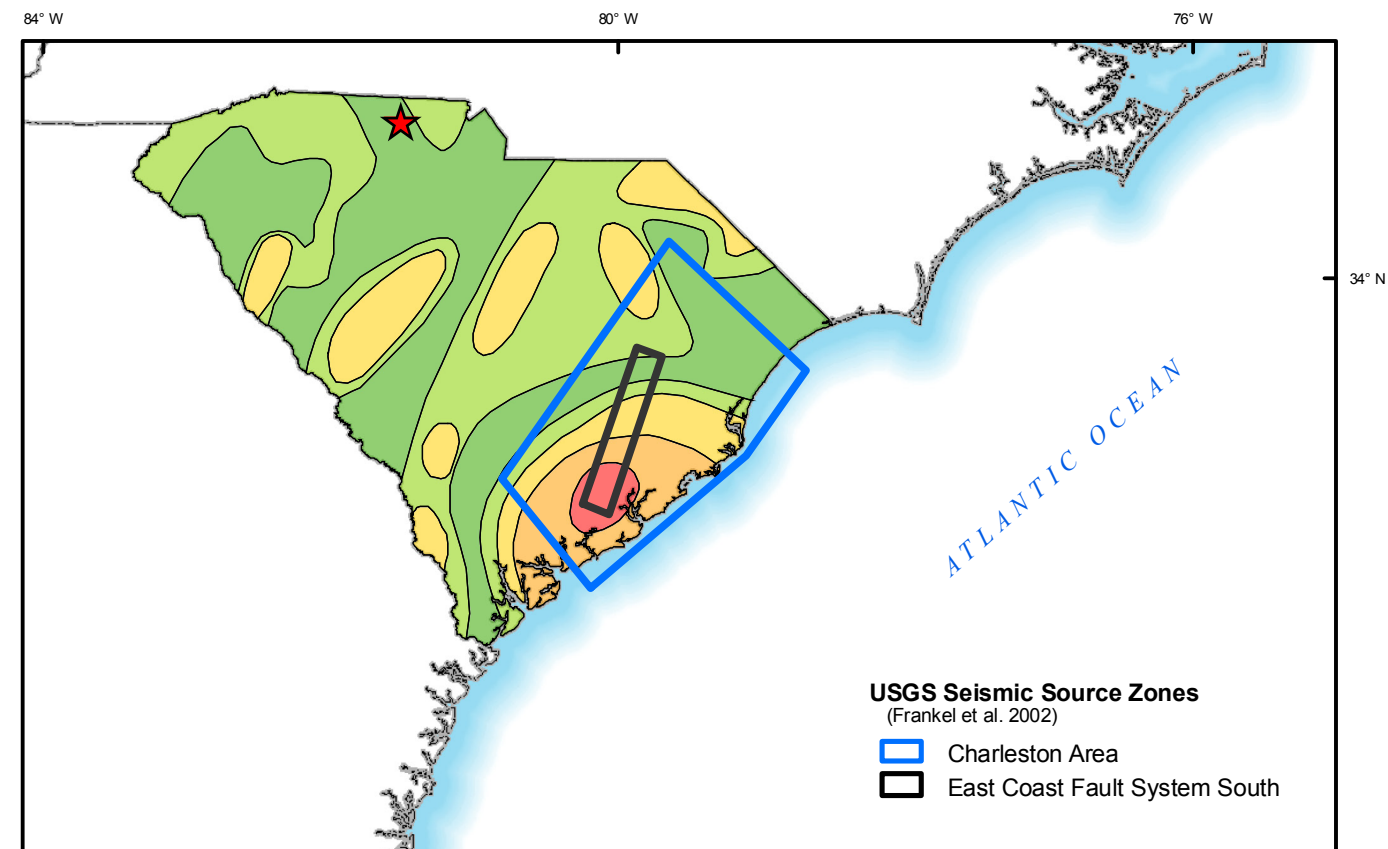 84° W
80° W
76° W
34° N
ATLANTIC OCEAN
USGS Seismic Source Zones
(Frankel et al. 2002)
Charleston Area
East Coast Fault System South